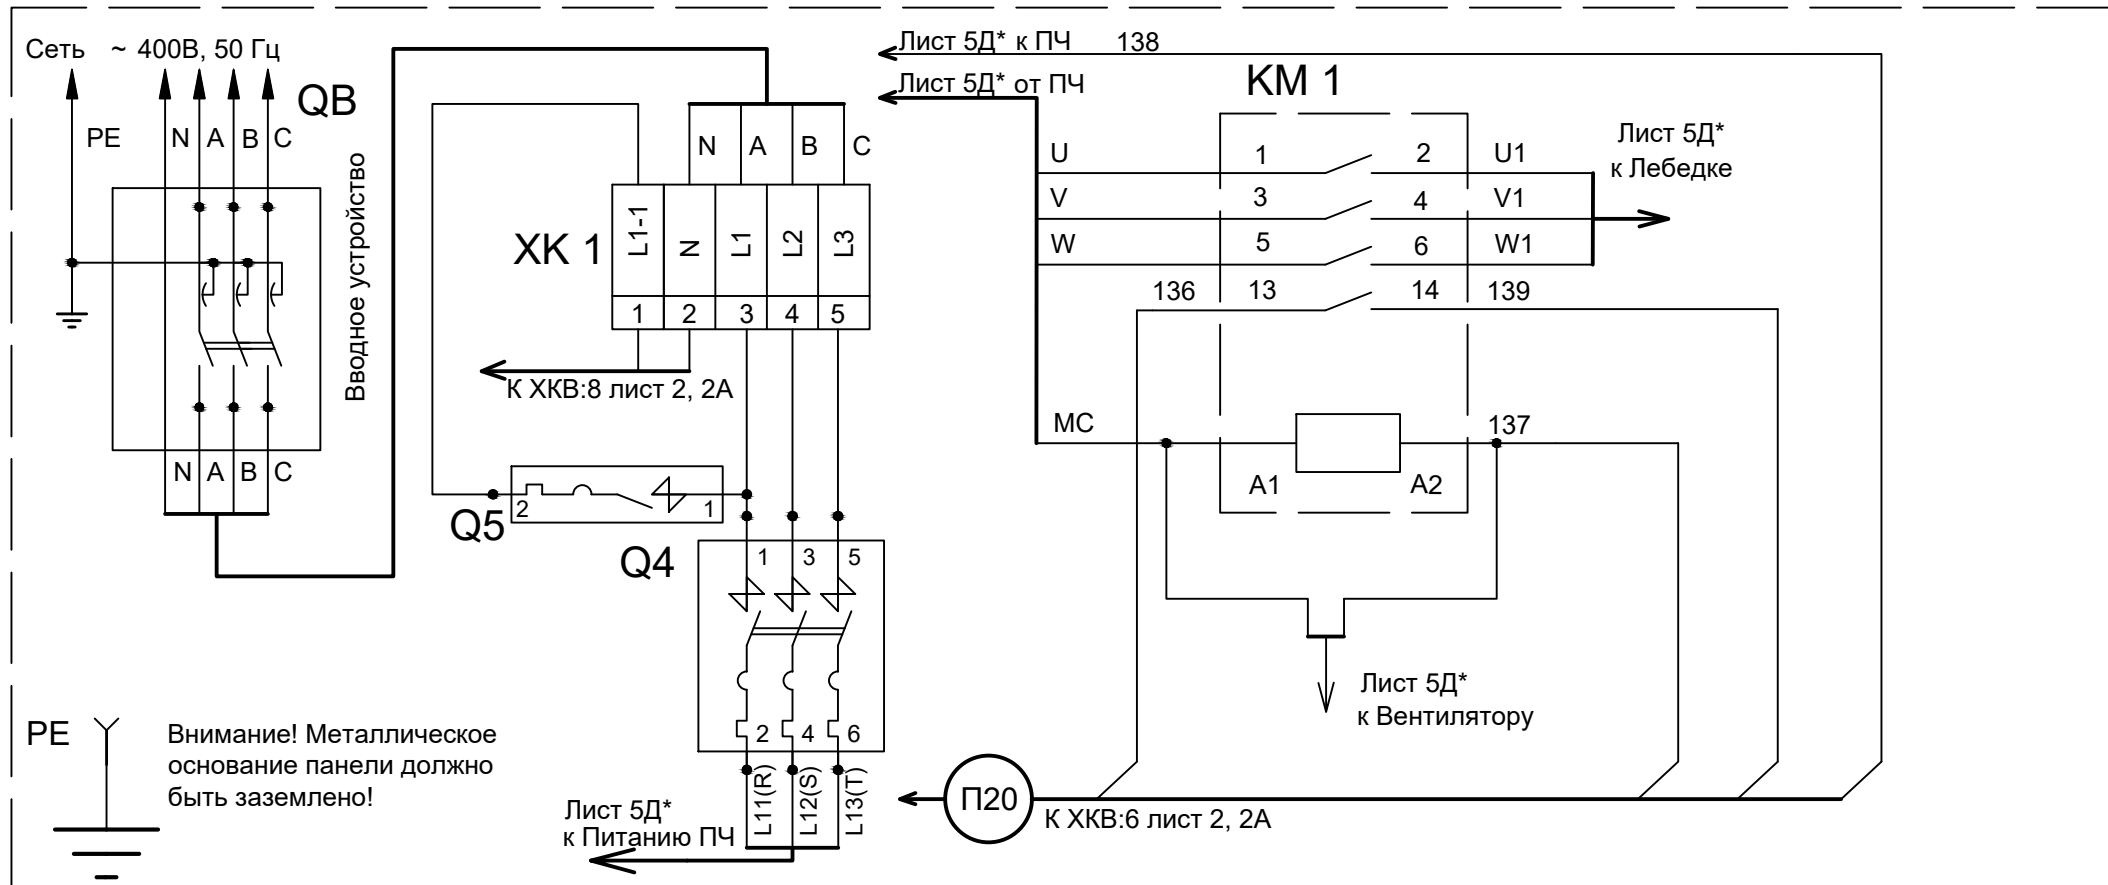 Сеть ~ 400В, 50 Гц
QB
PE N A B C
Вводное устройство
N A B C
PE
Внимание! Металлическое
основание панели должно
быть заземлено!
N A B C
XK 1
L1-1 N L1 L2 L3
1 2 3 4 5
К ХКВ:8 лист 2, 2А
Q5
2 1
Q4
1 3 5
2 4 6
L11(R) L12(S) L13(T)
Лист 5Д*
к Питанию ПЧ
Лист 5Д* к ПЧ 138
Лист 5Д* от ПЧ
KM 1
U 1 2 U1
V 3 4 V1
W 5 6 W1
136 13 14 139
Лист 5Д*
к Лебедке
MC 137
A1 A2
Лист 5Д*
к Вентилятору
П20
К ХКВ:6 лист 2, 2А